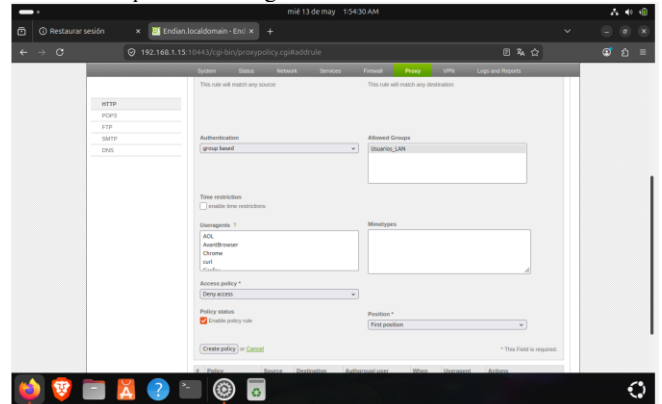 mié 13 de may 1:54:30 AM
Restaurar sesión
Endian.localdomain - End
192.168.1.15:10443/cgi-bin/proxypolicy.cgi#addrule
System Status Network Services Firewall Proxy VPN Logs and Reports
This rule will match any source This rule will match any destination
HTTP
POP3
FTP
SMTP
DNS
Authentication Allowed Groups
group based Usuarios_LAN
Time restriction
enable time restrictions
Useragents ? Mimetypes
AOL
AvantBrowser
Chrome
curl
Firefox
Access policy *
Deny access
Policy status Position *
Enable policy rule First position
Create policy or Cancel * This Field is required.
# Policy Source Destination Authgroup/-user When Useragent Actions